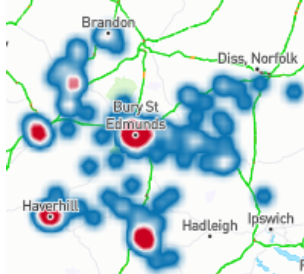 Brandon
Diss, Norfolk
Bury St
Edmunds
Haverhill
Hadleigh
Ipswich